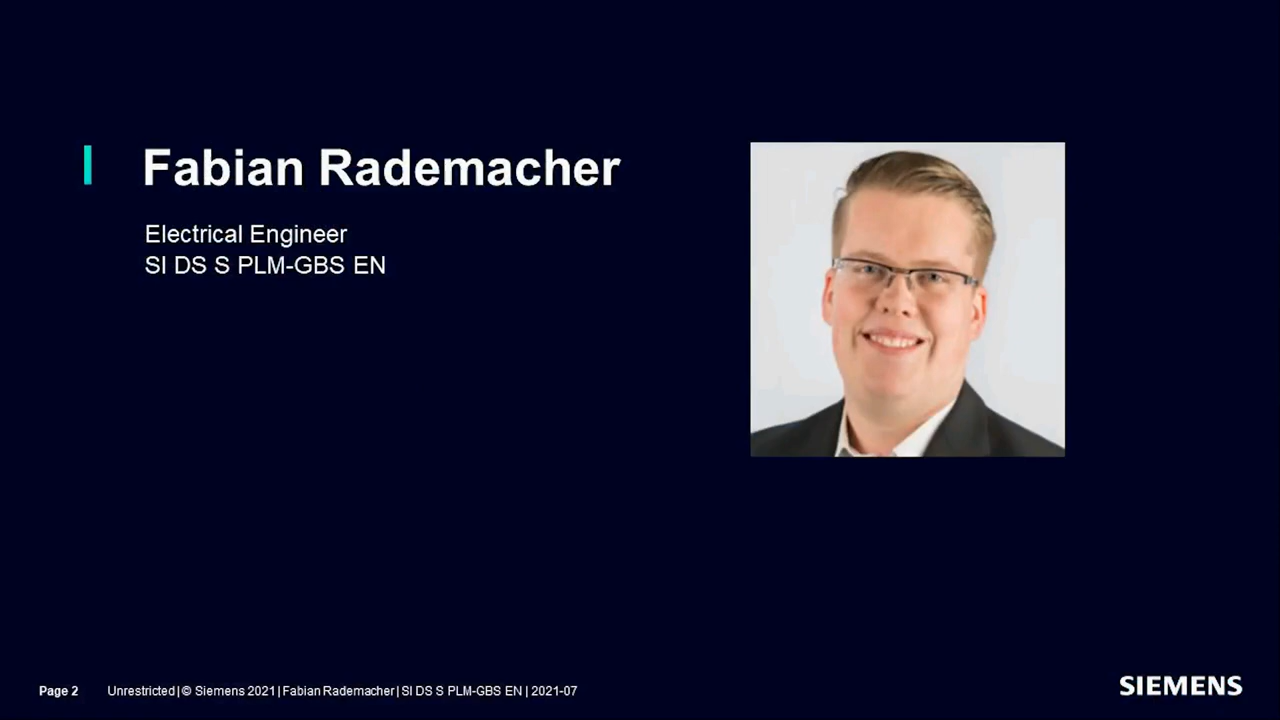 Fabian Rademacher
Electrical Engineer
SI DS S PLM-GBS EN
Page 2 Unrestricted | © Siemens 2021 | Fabian Rademacher | SI DS S PLM-GBS EN | 2021-07
SIEMENS